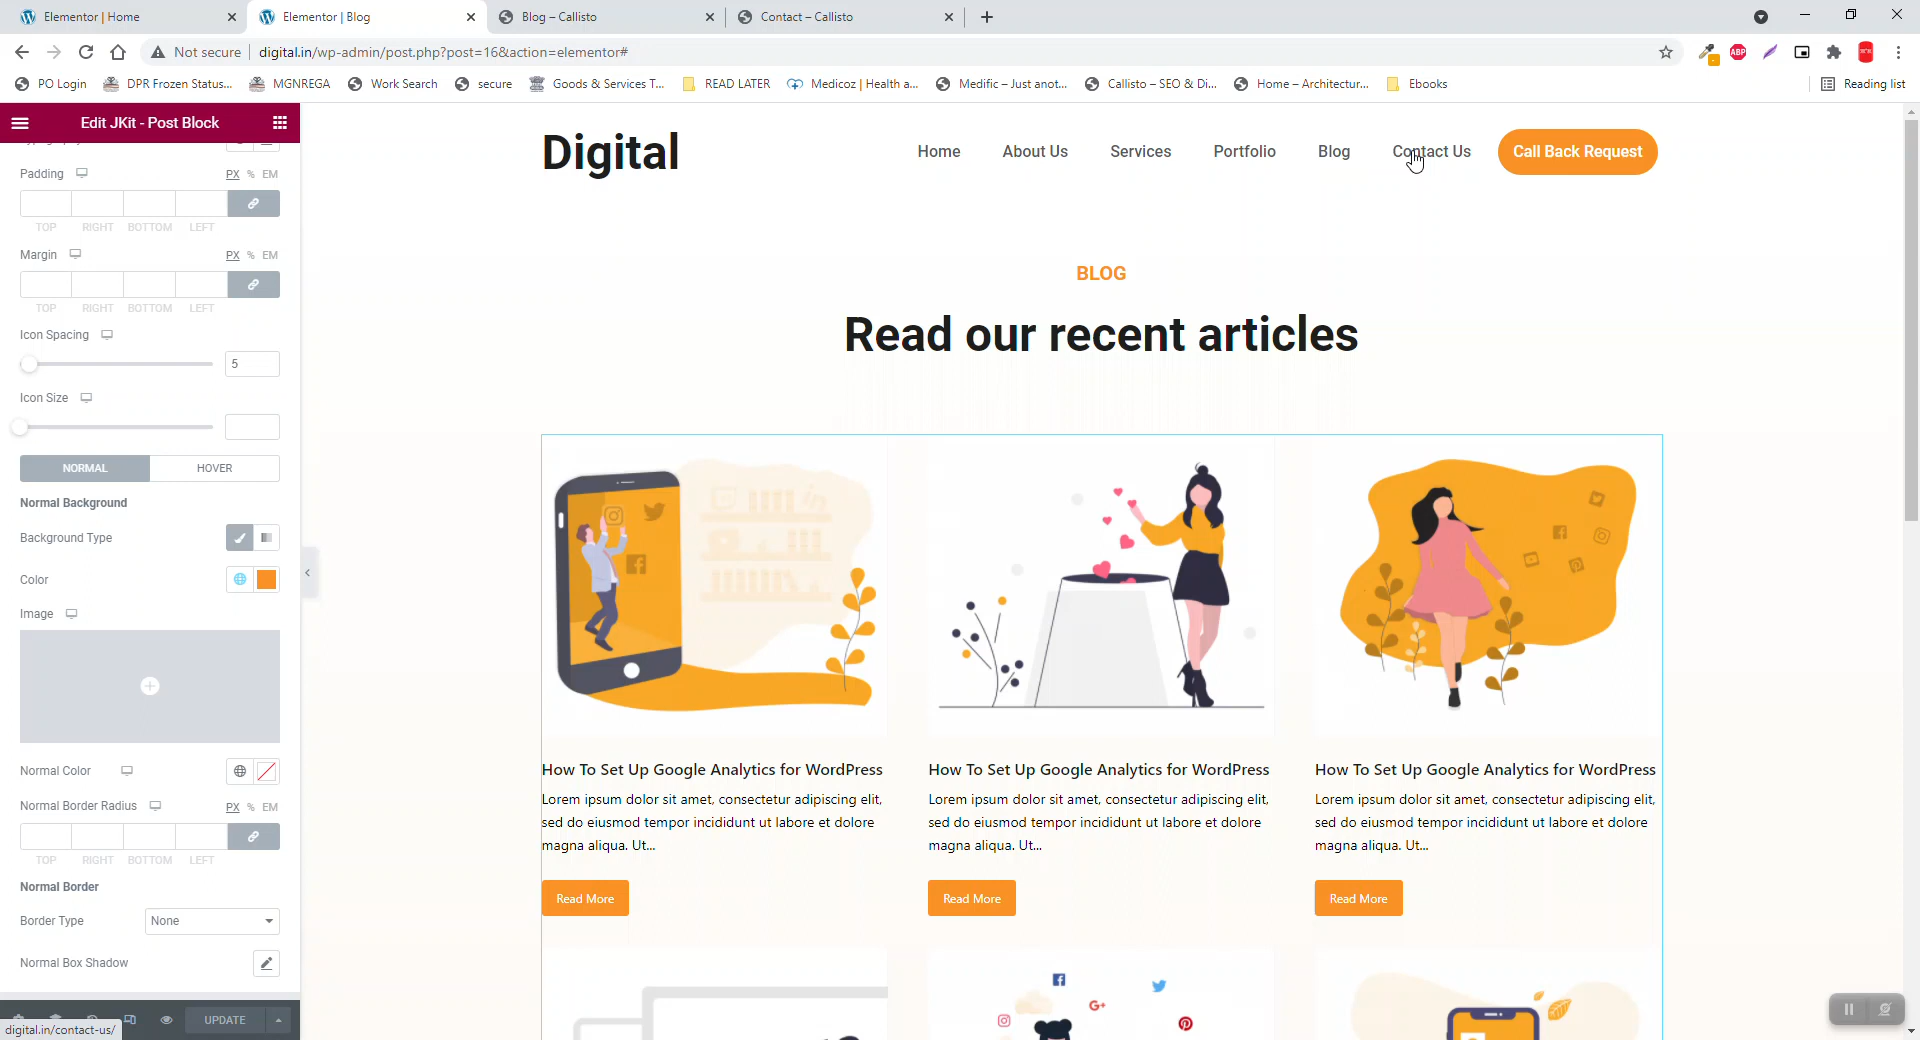 Elementor | Home
Elementor | Blog
Blog – Callisto
Contact – Callisto
Not secure
digital.in/wp-admin/post.php?post=16&action=elementor#
PO Login
DPR Frozen Status...
MGNREGA
Work Search
secure
Goods & Services T...
READ LATER
Medicoz | Health a...
Medific – Just anot...
Callisto – SEO & Di...
Home – Architectur...
Ebooks
Reading list
Edit JKit - Post Block
Padding
PX % EM
TOP RIGHT BOTTOM LEFT
Margin
PX % EM
TOP RIGHT BOTTOM LEFT
Icon Spacing
5
Icon Size
NORMAL HOVER
Normal Background
Background Type
Color
Image
Normal Color
Normal Border Radius
PX % EM
TOP RIGHT BOTTOM LEFT
Normal Border
Border Type
None
Normal Box Shadow
UPDATE
digital.in/contact-us/
Digital
Home About Us Services Portfolio Blog Contact Us Call Back Request
BLOG
Read our recent articles
How To Set Up Google Analytics for WordPress
Lorem ipsum dolor sit amet, consectetur adipiscing elit,
sed do eiusmod tempor incididunt ut labore et dolore
magna aliqua. Ut...
Read More
How To Set Up Google Analytics for WordPress
Lorem ipsum dolor sit amet, consectetur adipiscing elit,
sed do eiusmod tempor incididunt ut labore et dolore
magna aliqua. Ut...
Read More
How To Set Up Google Analytics for WordPress
Lorem ipsum dolor sit amet, consectetur adipiscing elit,
sed do eiusmod tempor incididunt ut labore et dolore
magna aliqua. Ut...
Read More